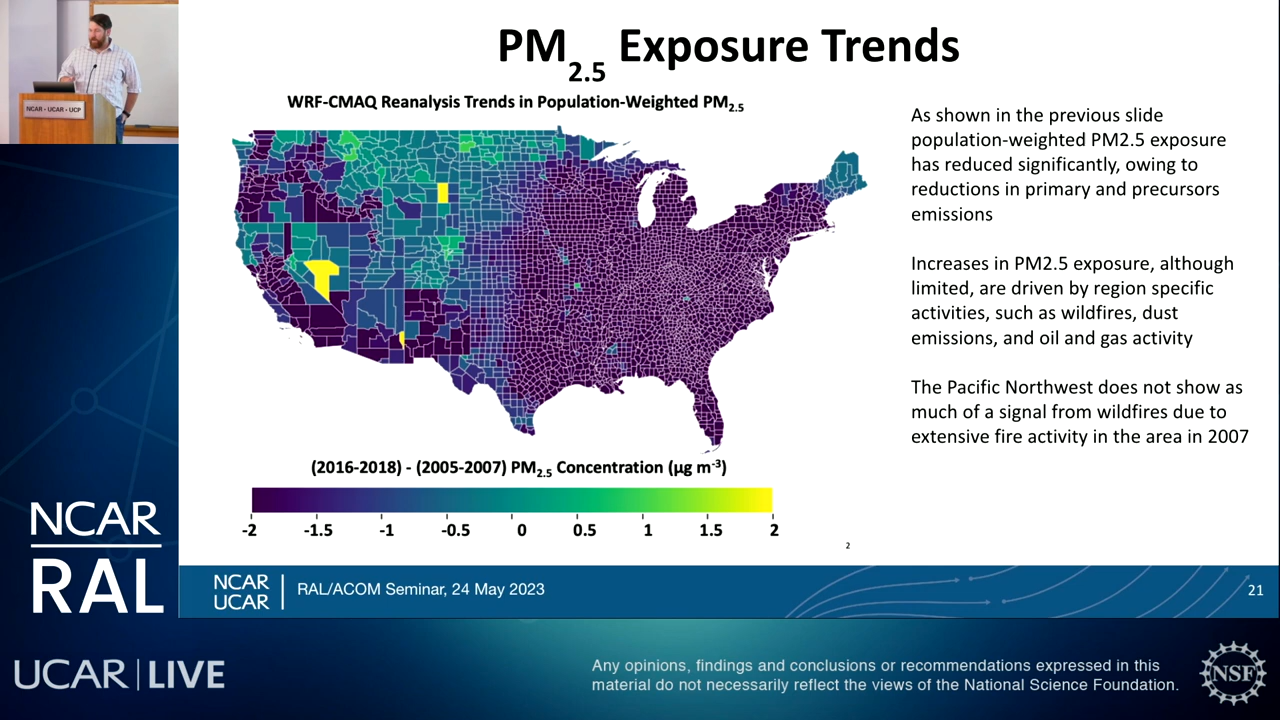 PM2.5 Exposure Trends
WRF-CMAQ Reanalysis Trends in Population-Weighted PM2.5
NCAR • UCAR • UCP
As shown in the previous slide
population-weighted PM2.5 exposure
has reduced significantly, owing to
reductions in primary and precursors
emissions
Increases in PM2.5 exposure, although
limited, are driven by region specific
activities, such as wildfires, dust
emissions, and oil and gas activity
The Pacific Northwest does not show as
much of a signal from wildfires due to
extensive fire activity in the area in 2007
(2016-2018) - (2005-2007) PM2.5 Concentration (µg m-3)
-2 -1.5 -1 -0.5 0 0.5 1 1.5 2
2
NCAR
RAL
NCAR
UCAR
RAL/ACOM Seminar, 24 May 2023
21
UCAR | LIVE
Any opinions, findings and conclusions or recommendations expressed in this
material do not necessarily reflect the views of the National Science Foundation.
NSF